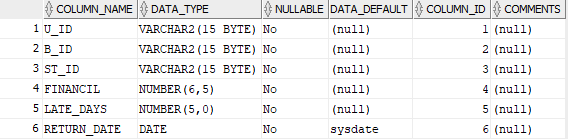 COLUMN_NAME DATA_TYPE NULLABLE DATA_DEFAULT COLUMN_ID COMMENTS
1 U_ID VARCHAR2(15 BYTE) No (null) 1 (null)
2 B_ID VARCHAR2(15 BYTE) No (null) 2 (null)
3 ST_ID VARCHAR2(15 BYTE) No (null) 3 (null)
4 FINANCIL NUMBER(6,5) No (null) 4 (null)
5 LATE_DAYS NUMBER(5,0) No (null) 5 (null)
6 RETURN_DATE DATE No sysdate 6 (null)